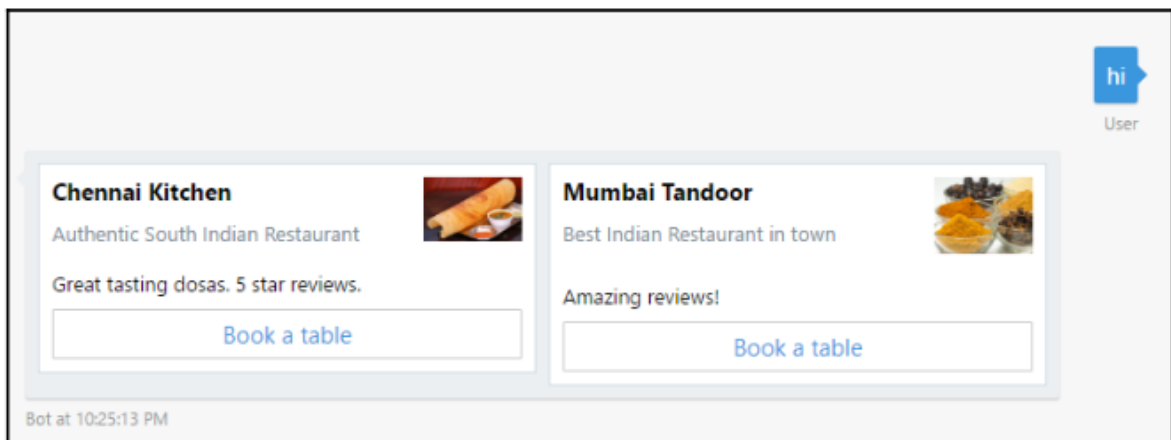 hi
User
Chennai Kitchen
Authentic South Indian Restaurant
Great tasting dosas. 5 star reviews.
Book a table
Mumbai Tandoor
Best Indian Restaurant in town
Amazing reviews!
Book a table
Bot at 10:25:13 PM